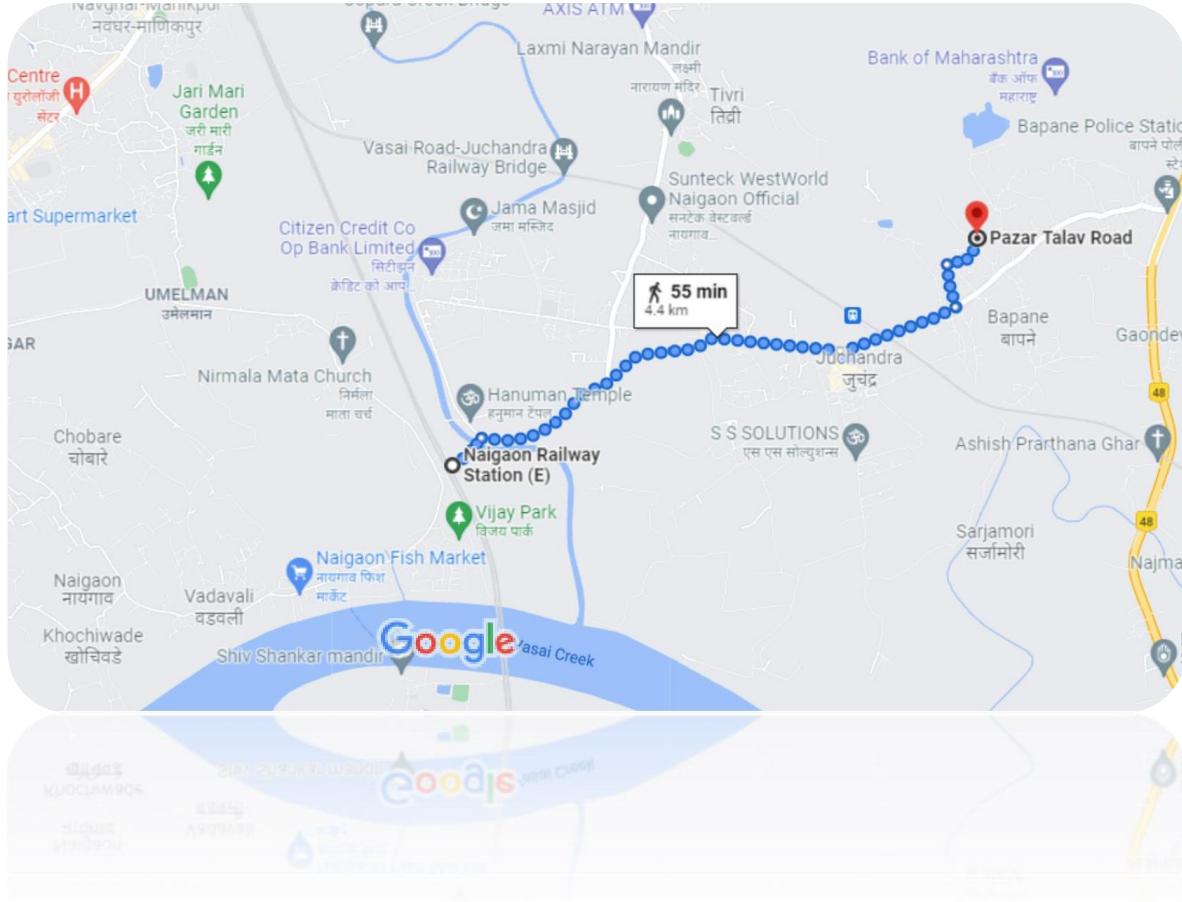 Navghar-Manikpur
नवघर-माणिकपुर
Centre
युरोलॉजी
सेंटर
Jari Mari
Garden
जरी मारी
गार्डन
art Supermarket
AXIS ATM
Laxmi Narayan Mandir
लक्ष्मी
नारायण मंदिर
Tivri
तिव्री
Bank of Maharashtra
बँक ऑफ
महाराष्ट्र
Bapane Police Static
बापने पोली
स्टे
Vasai Road-Juchandra
Railway Bridge
Jama Masjid
जमा मस्जिद
Sunteck WestWorld
Naigaon Official
सनटेक वेस्टवर्ल्ड
नायगाव...
Citizen Credit Co
Op Bank Limited
सिटीझन
क्रेडिट को आप...
Pazar Talav Road
UMELMAN
उमेलमान
GAR
55 min
4.4 km
Bapane
बापने
Gaondev
Juchandra
जुचंद्र
Nirmala Mata Church
निर्मला
माता चर्च
Hanuman Temple
हनुमान टेंपल
48
Chobare
चोबारे
S S SOLUTIONS
एस एस सोल्युशन्स
Ashish Prarthana Ghar
Naigaon Railway
Station (E)
Vijay Park
विजय पार्क
48
Sarjamori
सर्जामोरी
Najma
Naigaon Fish Market
नायगाव फिश
मार्केट
Naigaon
नायगाव
Vadavali
वडवली
Khochiwade
खोचिवडे
Shiv Shankar mandir
Google
Vasai Creek